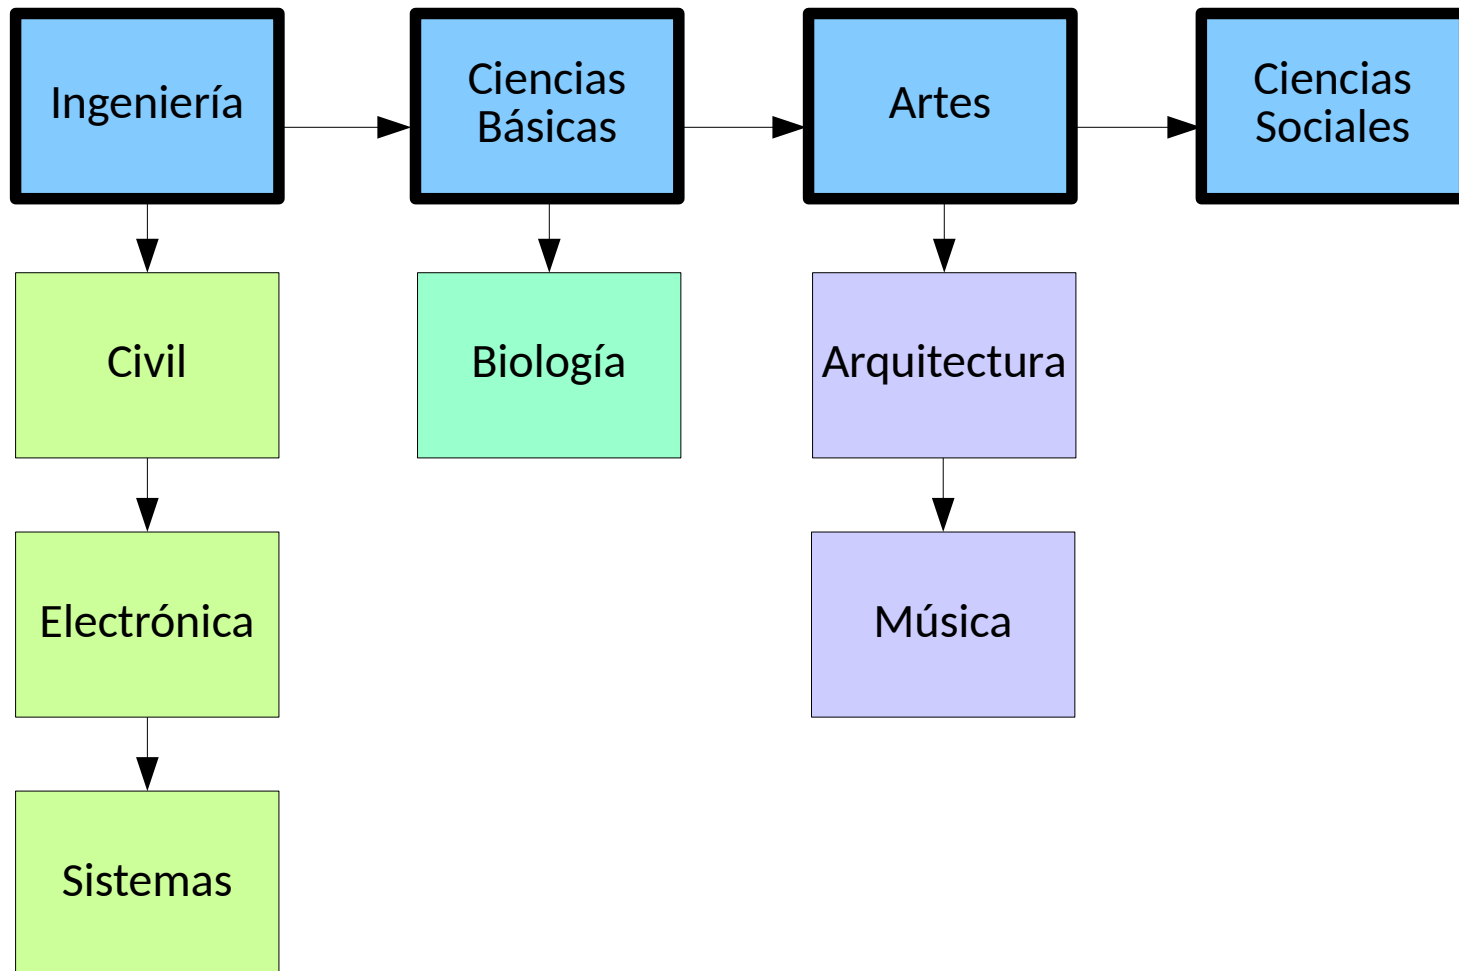 Ingeniería
Ciencias
Básicas
Artes
Ciencias
Sociales
Civil
Biología
Arquitectura
Electrónica
Música
Sistemas